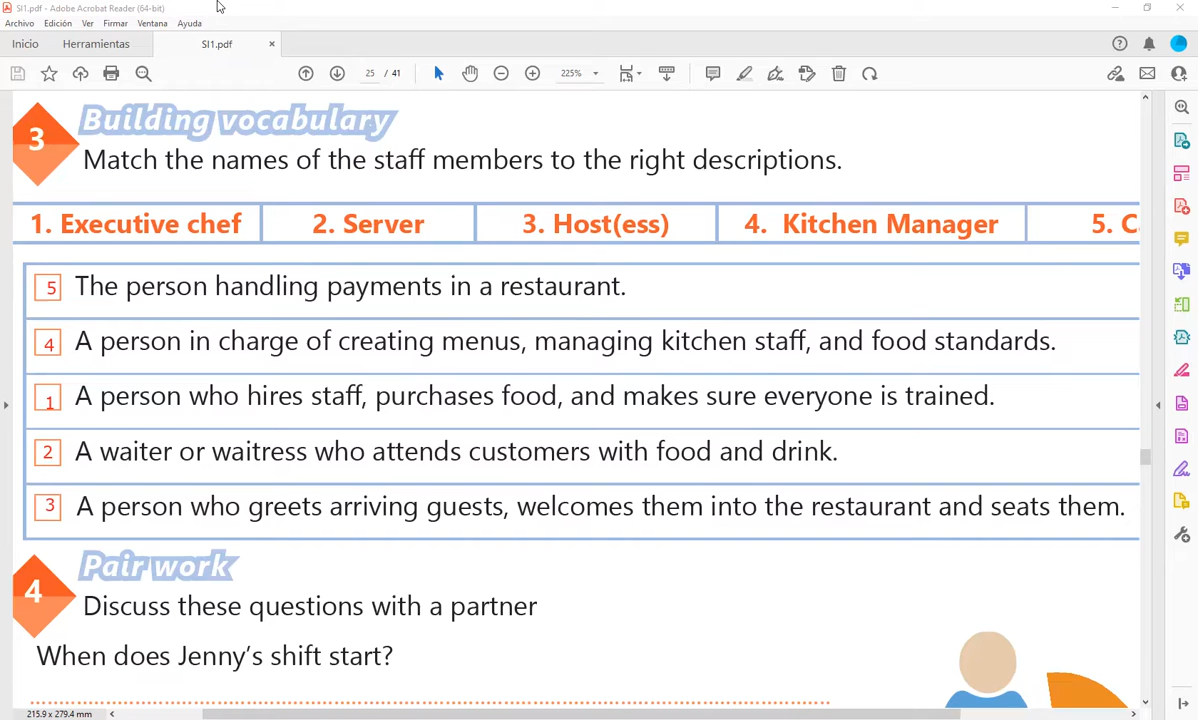 SI1.pdf - Adobe Acrobat Reader (64-bit)
Archivo Edición Ver Firmar Ventana Ayuda
Inicio Herramientas SI1.pdf ×
25 / 41 225%
3 Building vocabulary
Match the names of the staff members to the right descriptions.
1. Executive chef 2. Server 3. Host(ess) 4. Kitchen Manager 5. C
5 The person handling payments in a restaurant.
4 A person in charge of creating menus, managing kitchen staff, and food standards.
1 A person who hires staff, purchases food, and makes sure everyone is trained.
2 A waiter or waitress who attends customers with food and drink.
3 A person who greets arriving guests, welcomes them into the restaurant and seats them.
4 Pair work
Discuss these questions with a partner
When does Jenny's shift start?
215.9 x 279.4 mm